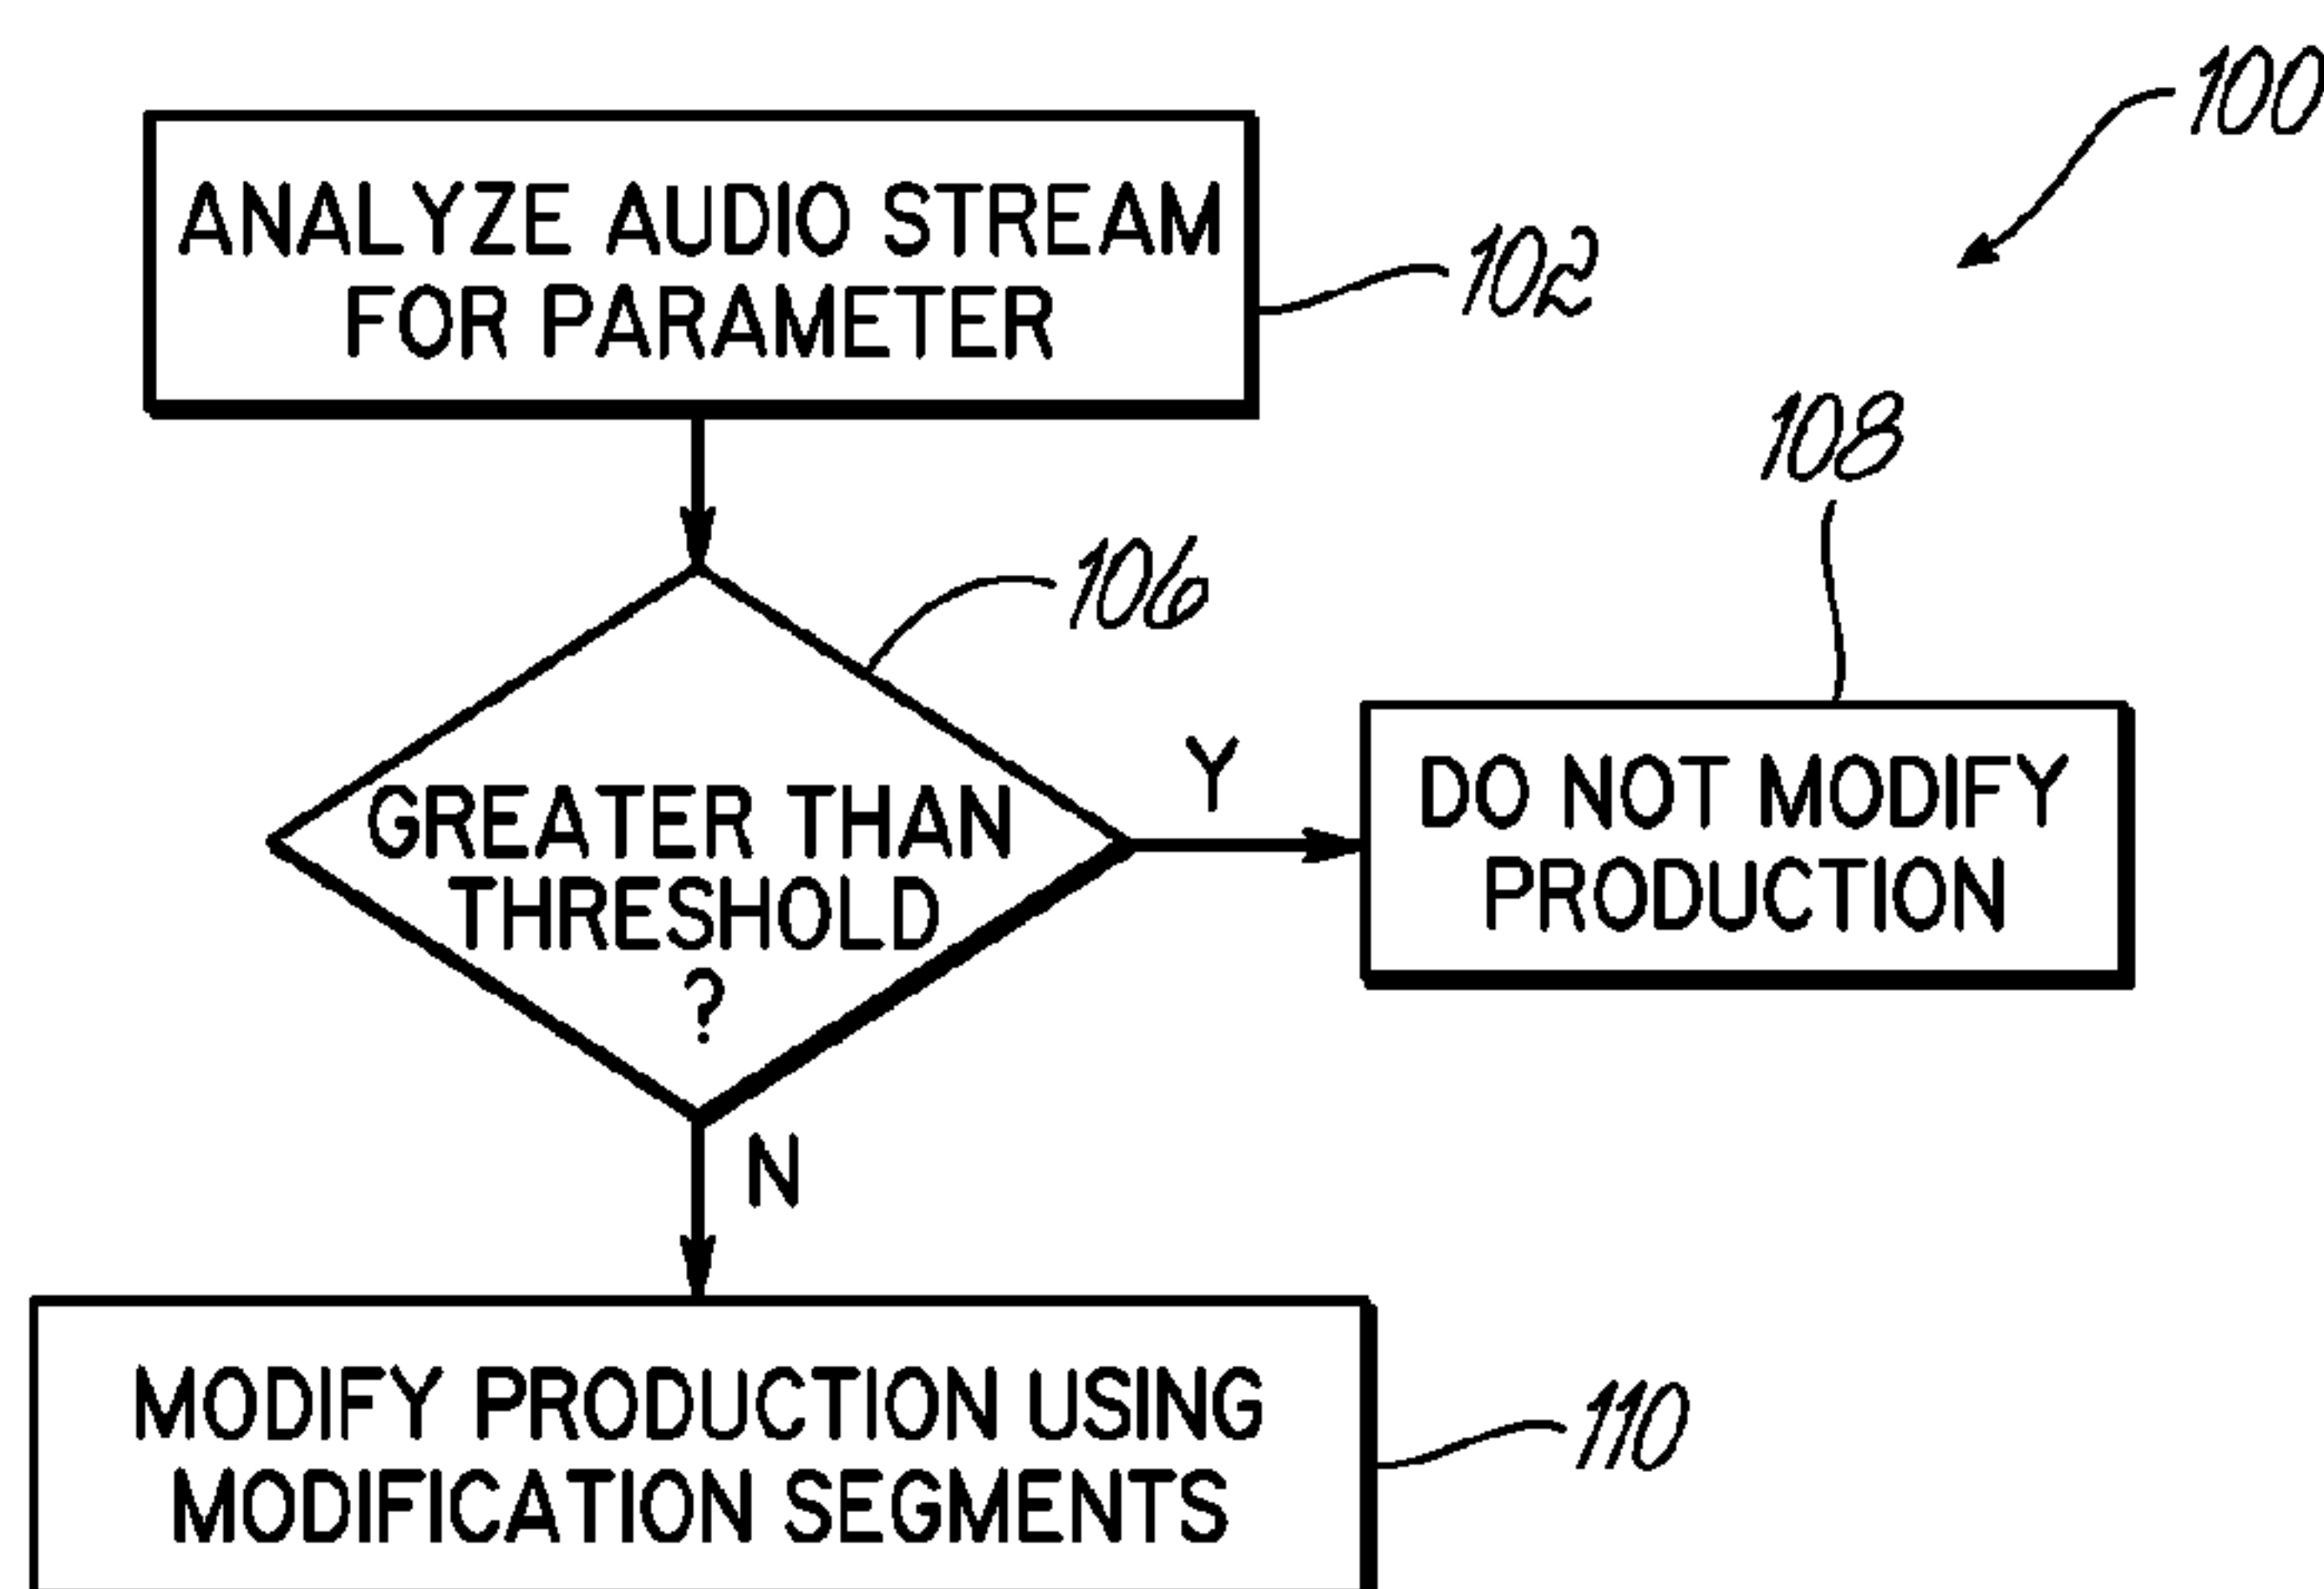 100
ANALYZE AUDIO STREAM
FOR PARAMETER
102
108
106
Y
DO NOT MODIFY
PRODUCTION
GREATER THAN
THRESHOLD
?
N
MODIFY PRODUCTION USING
MODIFICATION SEGMENTS
110